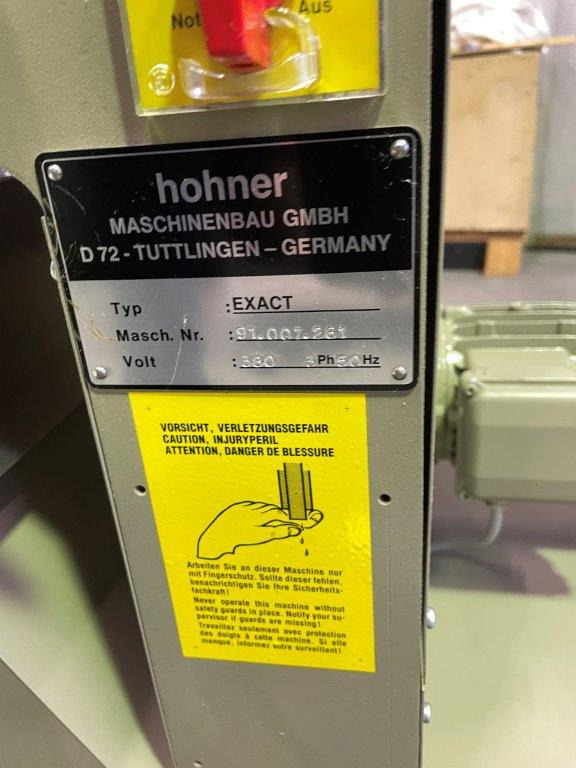 Not Aus
hohner
MASCHINENBAU GMBH
D 72 - TUTTLINGEN – GERMANY
Typ :EXACT
Masch. Nr. :91.007.261
Volt :380 3Ph 50Hz
VORSICHT, VERLETZUNGSGEFAHR
CAUTION, INJURYPERIL
ATTENTION, DANGER DE BLESSURE
Arbeiten Sie an dieser Maschine nur
mit Fingerschutz. Sollte dieser fehlen,
benachrichtigen Sie Ihre Sicherheits-
fachkraft!
Never operate this machine without
safety guards in place. Notify your su-
pervisor if guards are missing!
Travaillez seulement avec protection
des doigts à cette machine. Si elle
manque, informez votre surveillant!